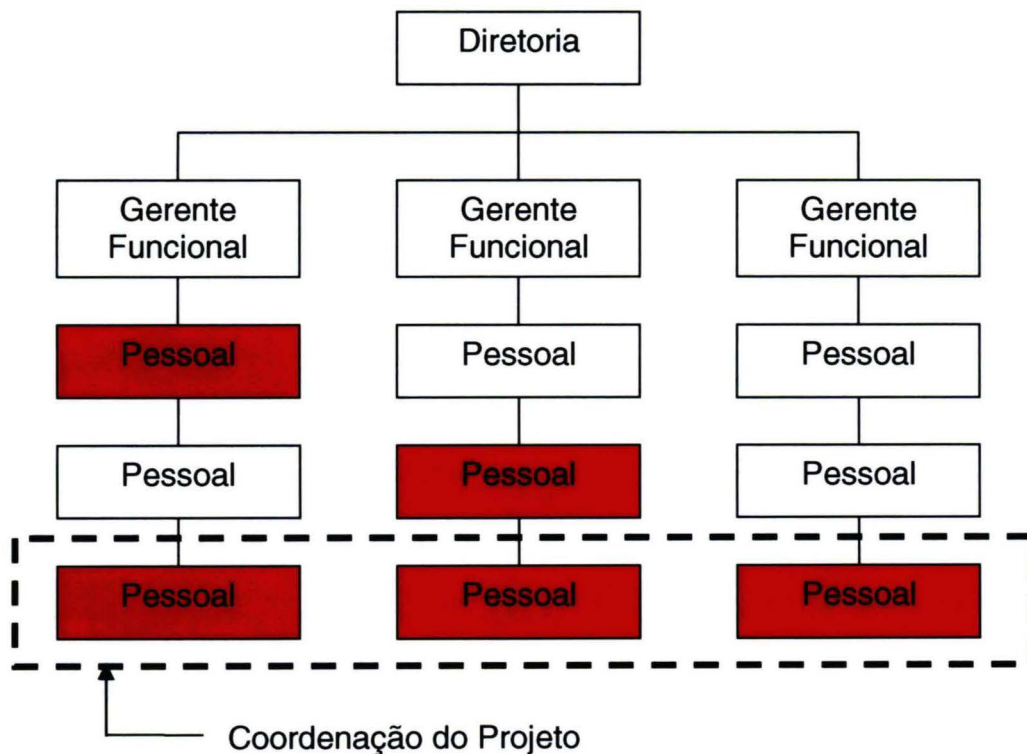 Diretoria
Gerente
Funcional
Gerente
Funcional
Gerente
Funcional
Pessoal
Pessoal
Pessoal
Pessoal
Pessoal
Pessoal
Pessoal
Pessoal
Pessoal
Coordenação do Projeto